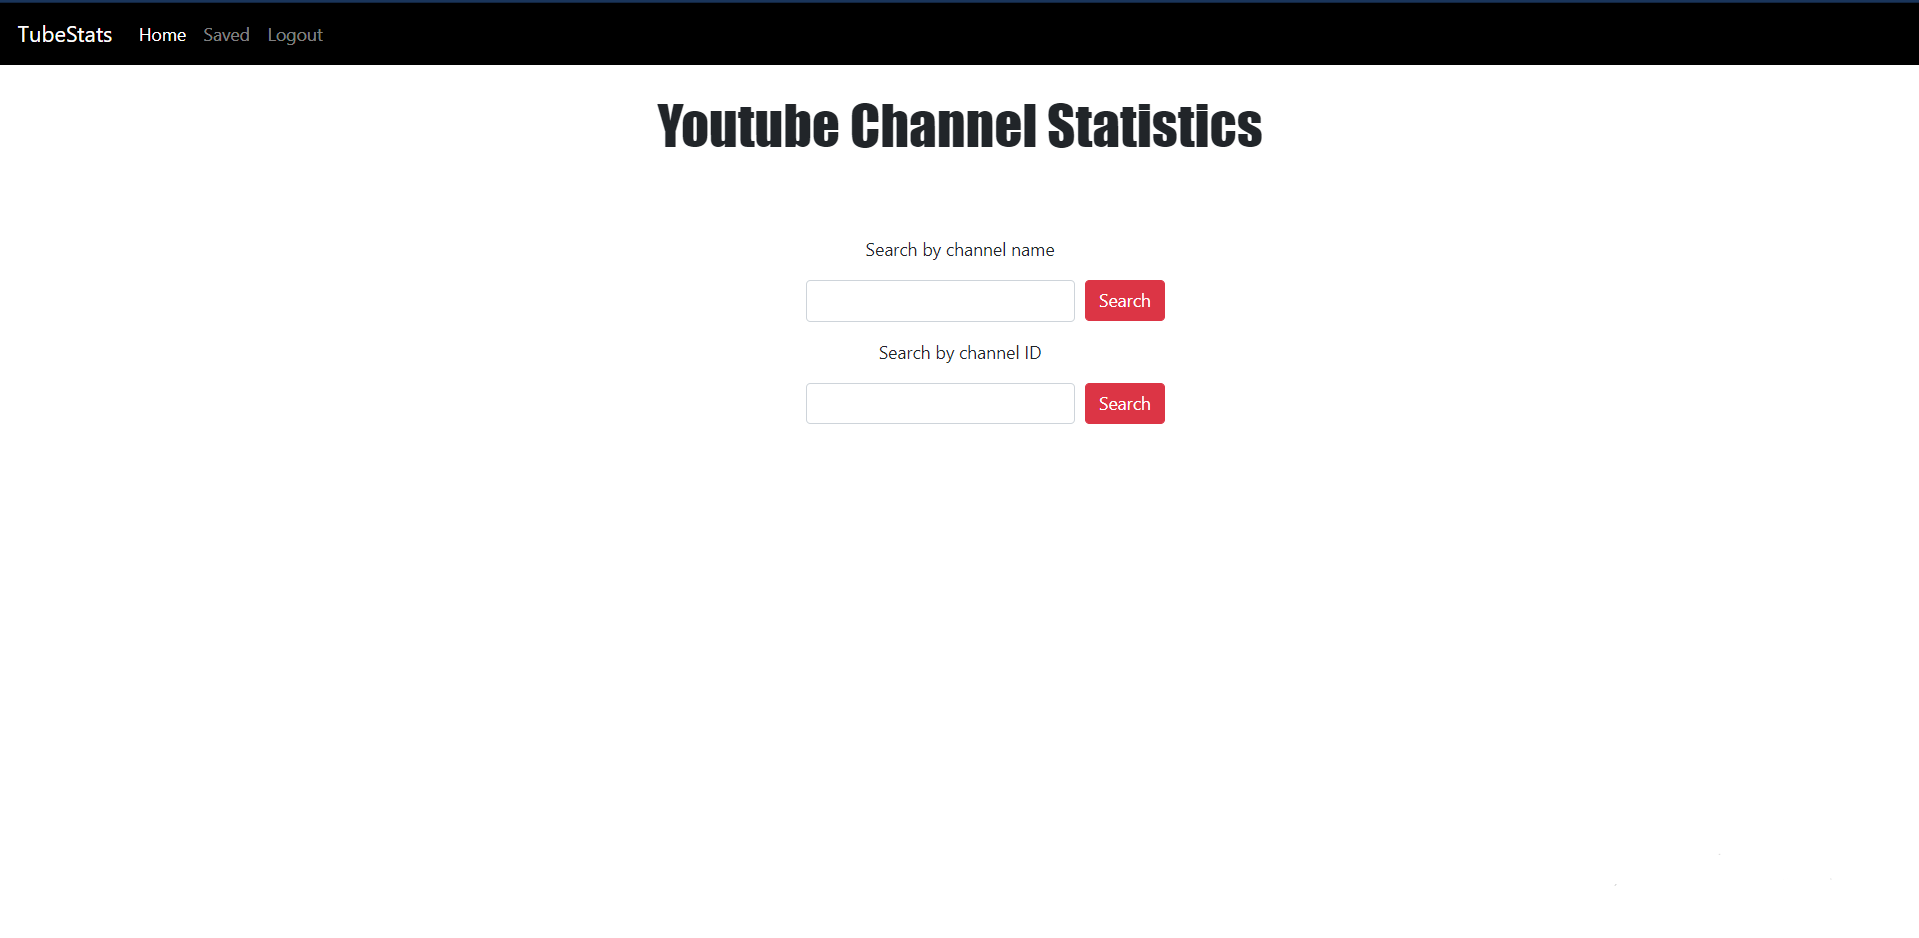 TubeStats Home Saved Logout
Youtube Channel Statistics
Search by channel name
Search
Search by channel ID
Search